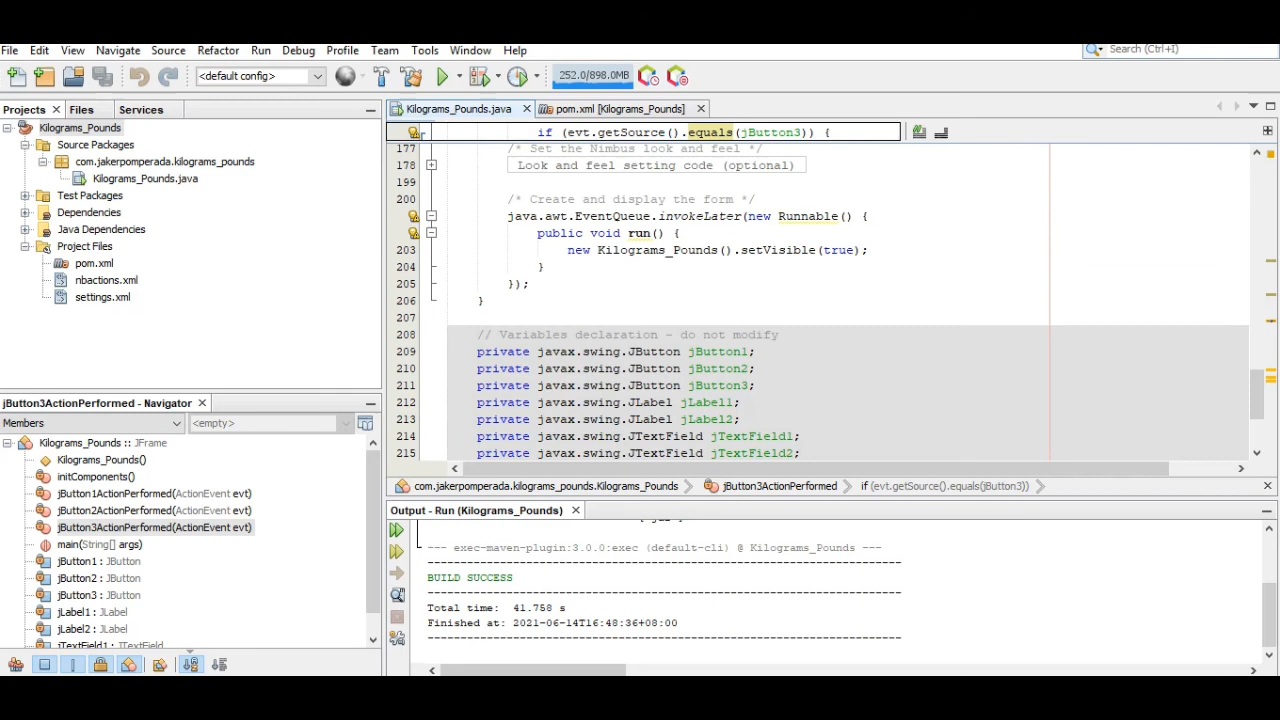 File Edit View Navigate Source Refactor Run Debug Profile Team Tools Window Help
Search (Ctrl+I)
<default config>
252.0/898.0MB
Projects Files Services
Kilograms_Pounds
Source Packages
com.jakerpomperada.kilograms_pounds
Kilograms_Pounds.java
Test Packages
Dependencies
Java Dependencies
Project Files
pom.xml
nbactions.xml
settings.xml
jButton3ActionPerformed - Navigator
Members
<empty>
Kilograms_Pounds :: JFrame
Kilograms_Pounds()
initComponents()
jButton1ActionPerformed(ActionEvent evt)
jButton2ActionPerformed(ActionEvent evt)
jButton3ActionPerformed(ActionEvent evt)
main(String[] args)
jButton1 : JButton
jButton2 : JButton
jButton3 : JButton
jLabel1 : JLabel
jLabel2 : JLabel
jTextField1 : JTextField
Kilograms_Pounds.java pom.xml [Kilograms_Pounds]
if (evt.getSource().equals(jButton3)) {
177 /* Set the Nimbus look and feel */
178 Look and feel setting code (optional)
199
200 /* Create and display the form */
java.awt.EventQueue.invokeLater(new Runnable() {
public void run() {
203 new Kilograms_Pounds().setVisible(true);
204 }
205 });
206 }
207
208 // Variables declaration - do not modify
209 private javax.swing.JButton jButton1;
210 private javax.swing.JButton jButton2;
211 private javax.swing.JButton jButton3;
212 private javax.swing.JLabel jLabel1;
213 private javax.swing.JLabel jLabel2;
214 private javax.swing.JTextField jTextField1;
215 private javax.swing.JTextField jTextField2;
com.jakerpomperada.kilograms_pounds.Kilograms_Pounds jButton3ActionPerformed if (evt.getSource().equals(jButton3))
Output - Run (Kilograms_Pounds)
--- exec-maven-plugin:3.0.0:exec (default-cli) @ Kilograms_Pounds ---
------------------------------------------------------------------------
BUILD SUCCESS
------------------------------------------------------------------------
Total time: 41.758 s
Finished at: 2021-06-14T16:48:36+08:00
------------------------------------------------------------------------